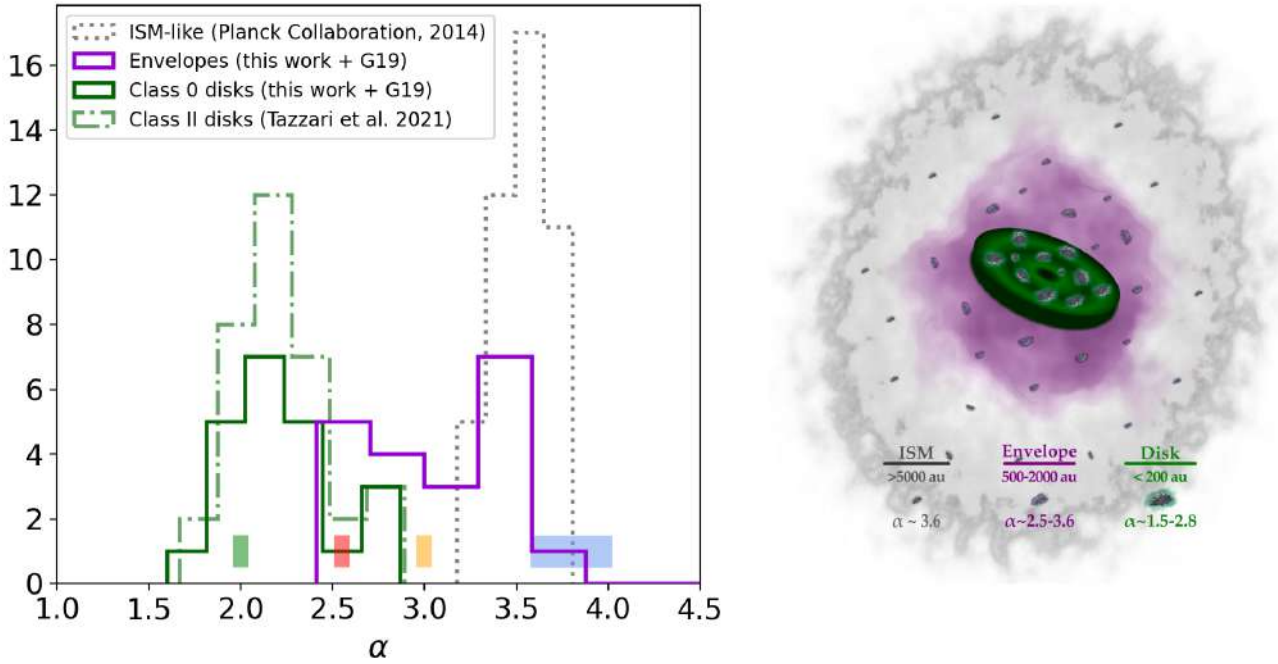 ISM-like (Planck Collaboration, 2014)
Envelopes (this work + G19)
Class 0 disks (this work + G19)
Class II disks (Tazzari et al. 2021)
16
14
12
10
8
6
4
2
0
1.0 1.5 2.0 2.5 3.0 3.5 4.0 4.5
α
ISM Envelope Disk
>5000 au 500-2000 au < 200 au
α ~ 3.6 α~2.5-3.6 α~1.5-2.8